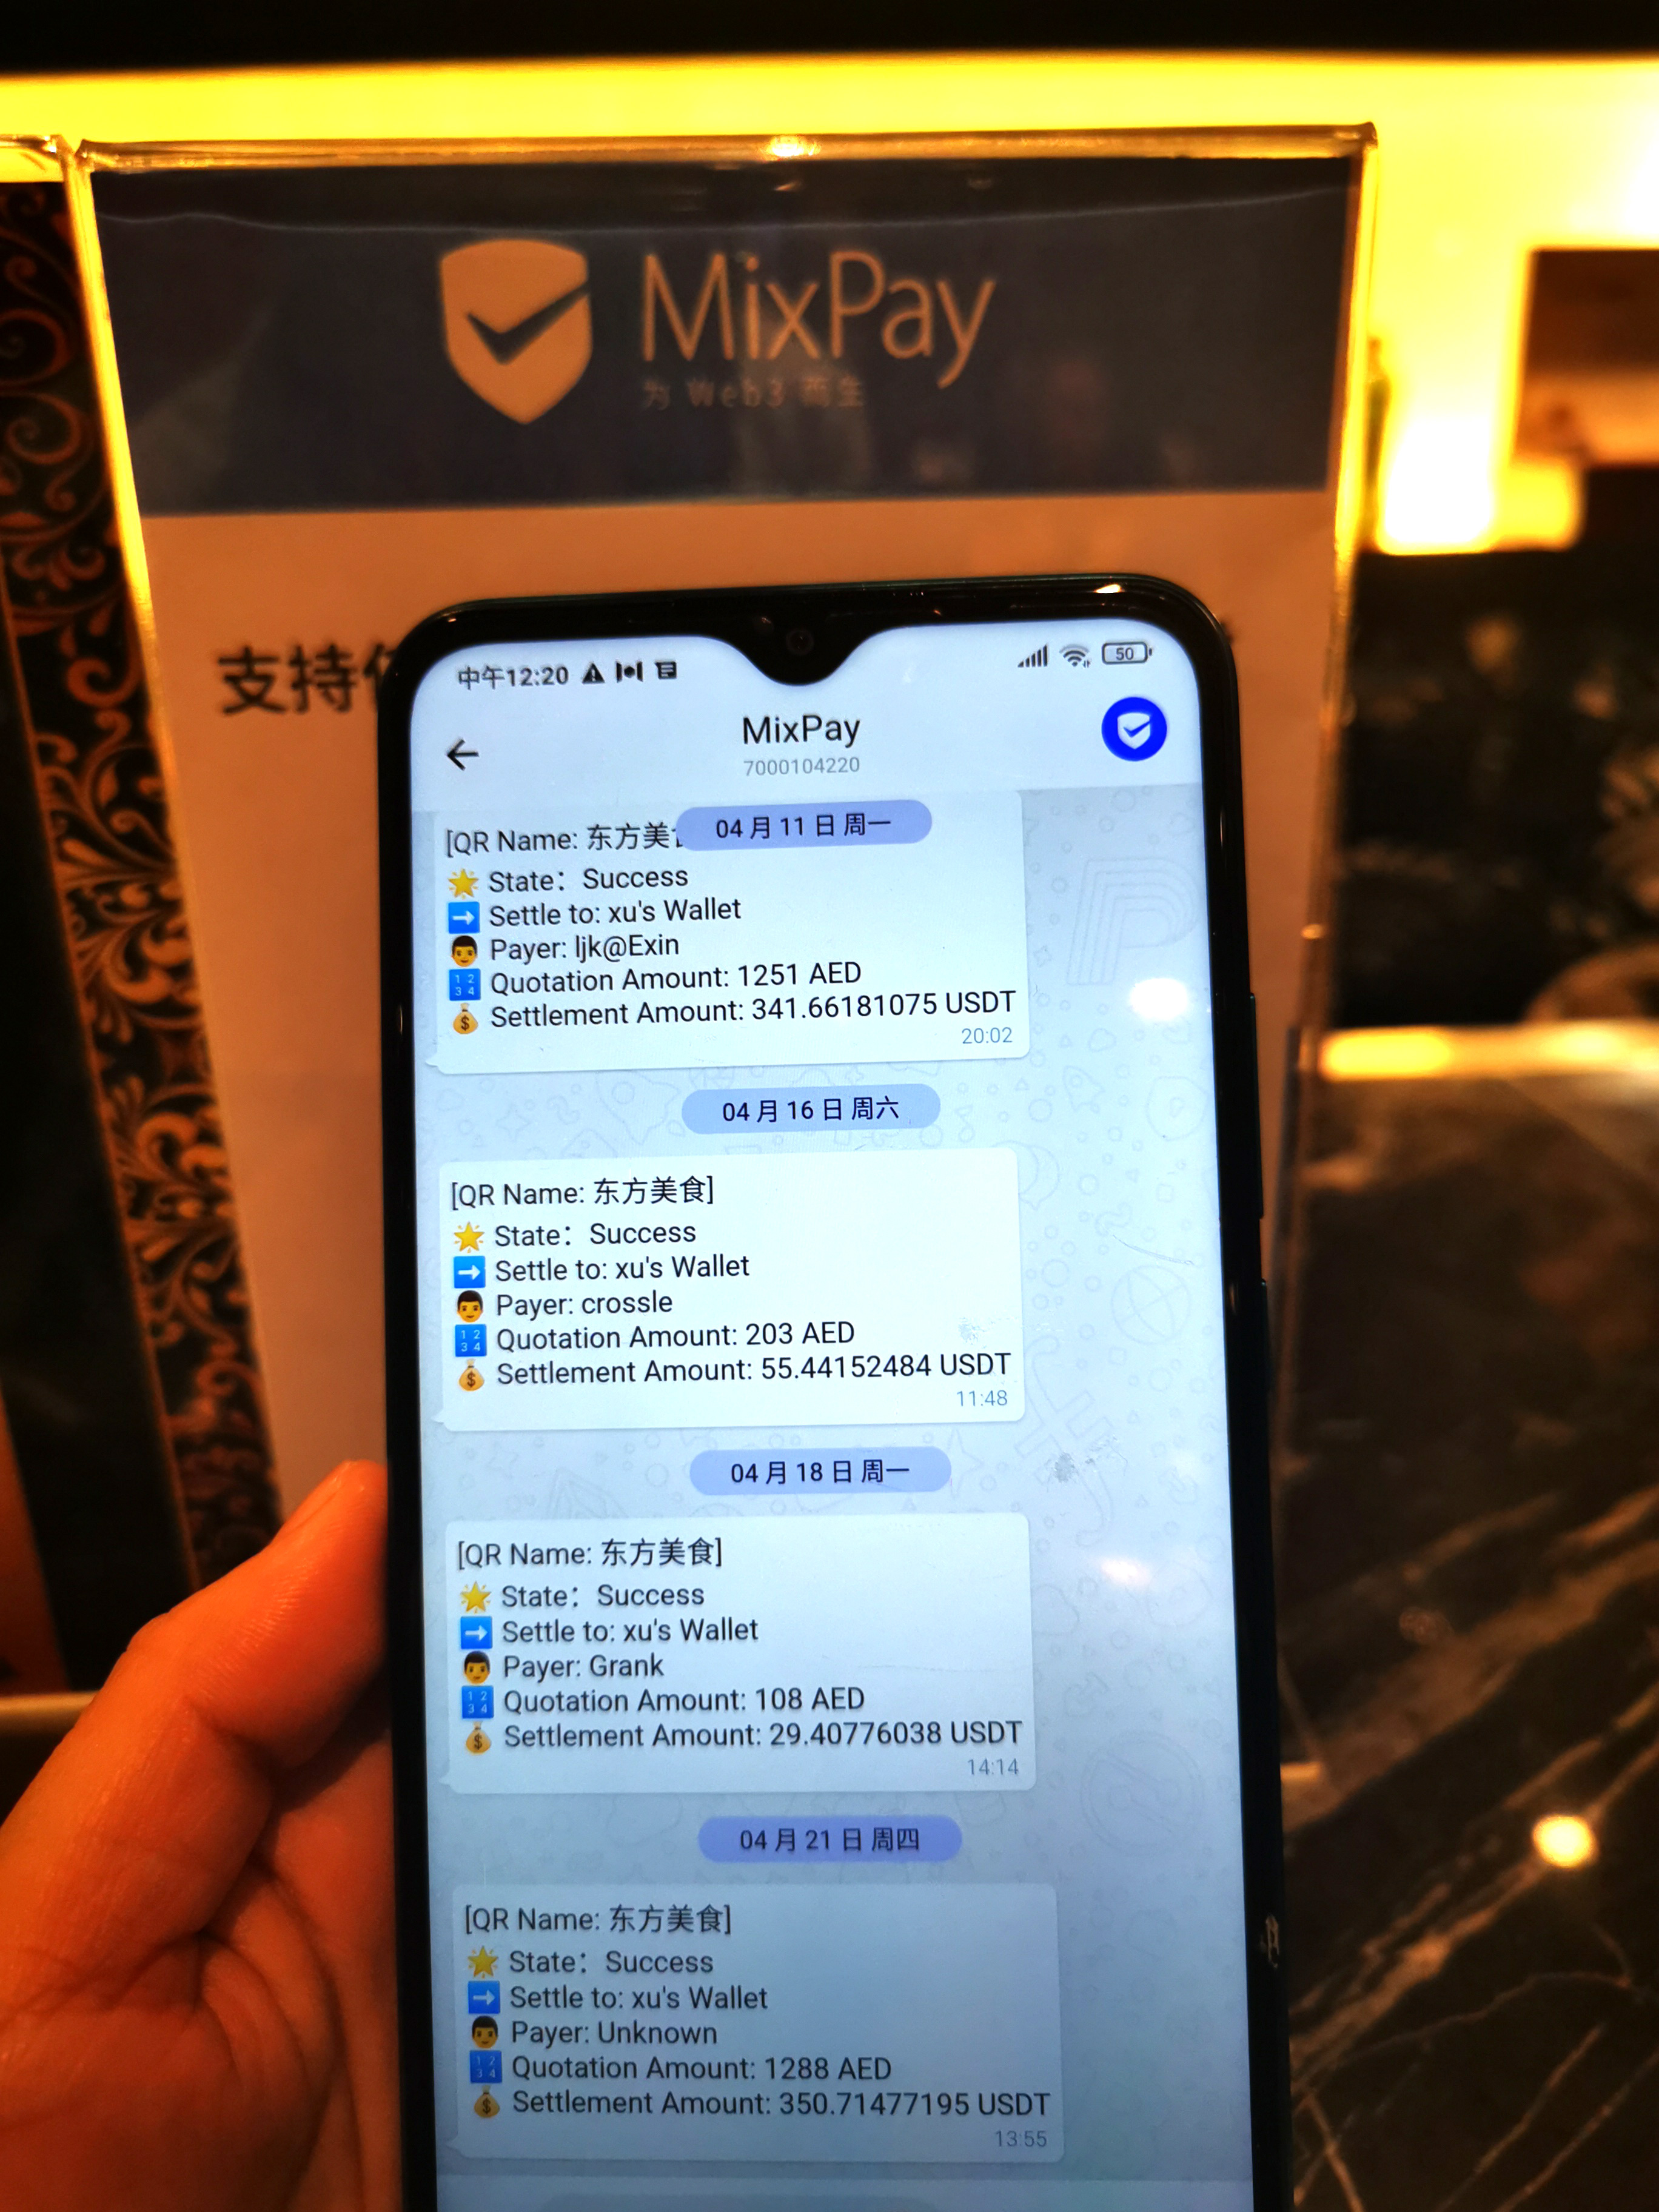 MixPay
为 Web3 而生
支持
中午12:20
50
MixPay
7000104220
04 月 11 日 周一
[QR Name: 东方美
State： Success
Settle to: xu's Wallet
Payer: ljk@Exin
Quotation Amount: 1251 AED
Settlement Amount: 341.66181075 USDT
20:02
04 月 16 日 周六
[QR Name: 东方美食]
State： Success
Settle to: xu's Wallet
Payer: crossle
Quotation Amount: 203 AED
Settlement Amount: 55.44152484 USDT
11:48
04 月 18 日 周一
[QR Name: 东方美食]
State： Success
Settle to: xu's Wallet
Payer: Grank
Quotation Amount: 108 AED
Settlement Amount: 29.40776038 USDT
14:14
04 月 21 日 周四
[QR Name: 东方美食]
State： Success
Settle to: xu's Wallet
Payer: Unknown
Quotation Amount: 1288 AED
Settlement Amount: 350.71477195 USDT
13:55